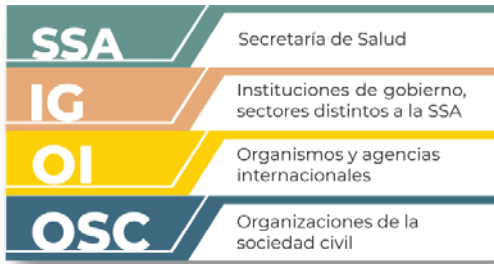 SSA
Secretaría de Salud
IG
Instituciones de gobierno,
sectores distintos a la SSA
OI
Organismos y agencias
internacionales
OSC
Organizaciones de la
sociedad civil